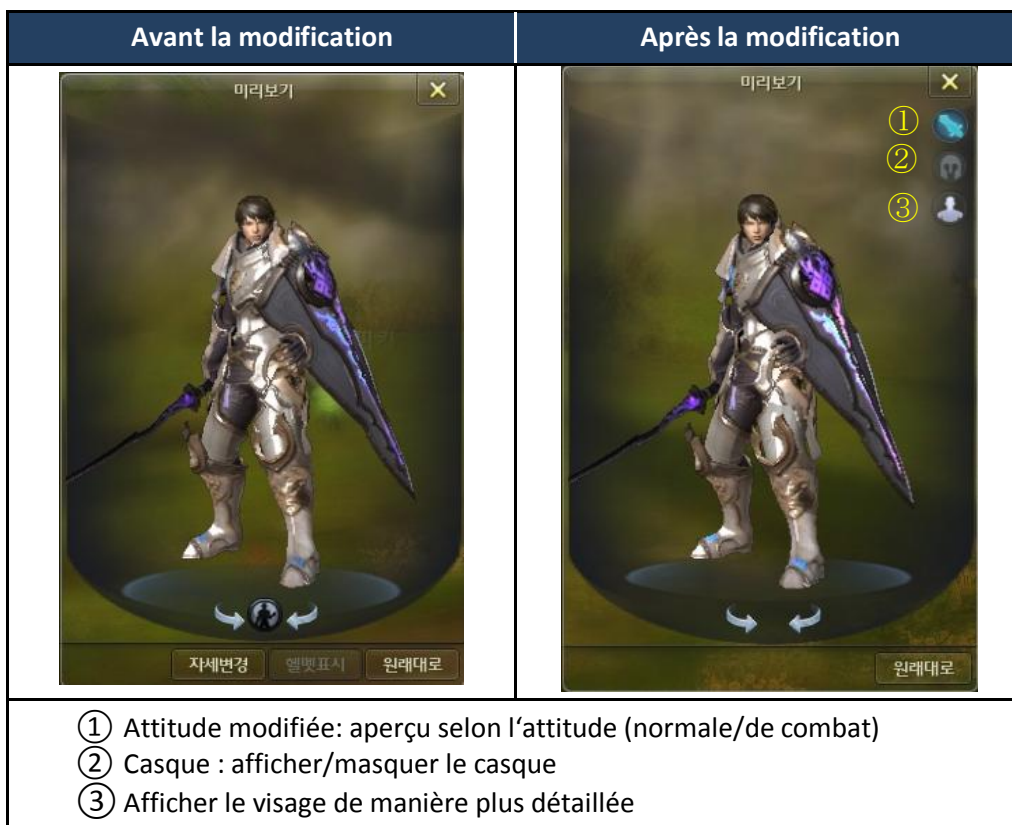 Avant la modification
Après la modification
미리보기
자세변경 헬멧표시 원래대로
미리보기
①
②
③
원래대로
① Attitude modifiée: aperçu selon l‘attitude (normale/de combat)
② Casque : afficher/masquer le casque
③ Afficher le visage de manière plus détaillée